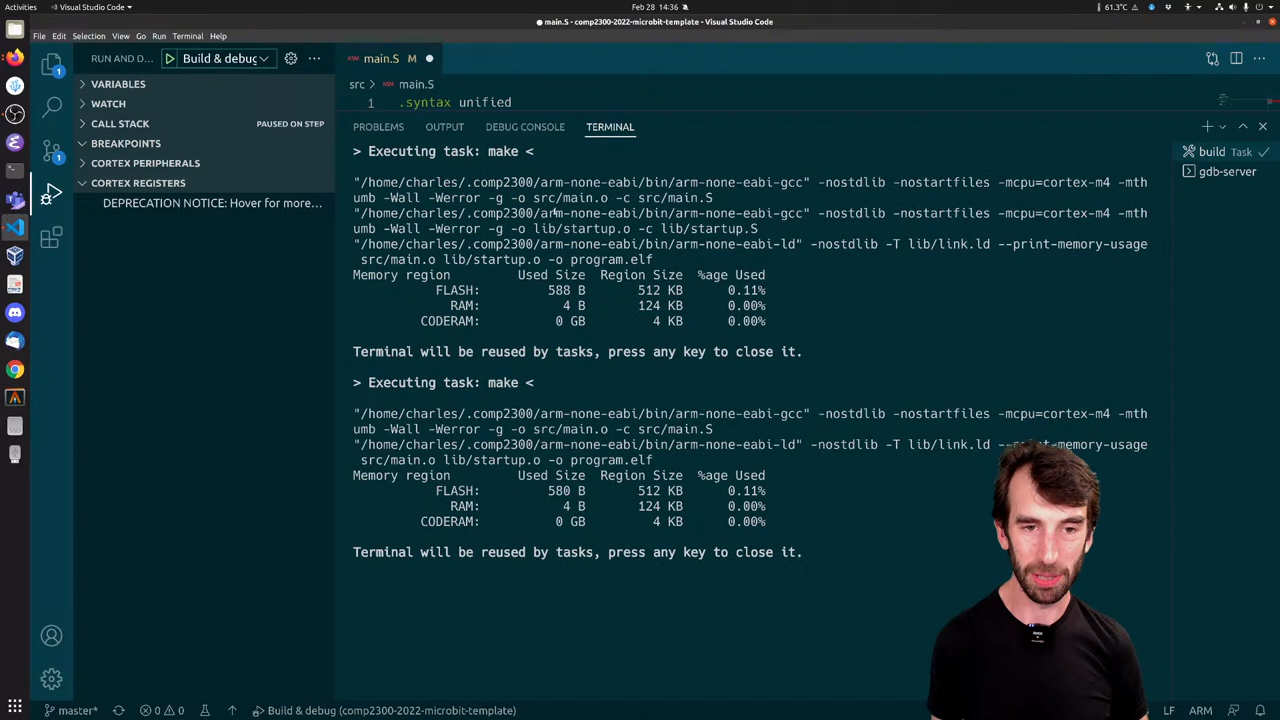 Activities
Visual Studio Code
Feb 28 14:36
61.3°C
main.S - comp2300-2022-microbit-template - Visual Studio Code
File Edit Selection View Go Run Terminal Help
RUN AND D...
Build & debug
main.S M
VARIABLES
WATCH
CALL STACK PAUSED ON STEP
BREAKPOINTS
CORTEX PERIPHERALS
CORTEX REGISTERS
DEPRECATION NOTICE: Hover for more...
src > main.S
1 .syntax unified
PROBLEMS OUTPUT DEBUG CONSOLE TERMINAL
> Executing task: make <
"/home/charles/.comp2300/arm-none-eabi/bin/arm-none-eabi-gcc" -nostdlib -nostartfiles -mcpu=cortex-m4 -mth
umb -Wall -Werror -g -o src/main.o -c src/main.S
"/home/charles/.comp2300/arm-none-eabi/bin/arm-none-eabi-gcc" -nostdlib -nostartfiles -mcpu=cortex-m4 -mth
umb -Wall -Werror -g -o lib/startup.o -c lib/startup.S
"/home/charles/.comp2300/arm-none-eabi/bin/arm-none-eabi-ld" -nostdlib -T lib/link.ld --print-memory-usage
src/main.o lib/startup.o -o program.elf
Memory region Used Size Region Size %age Used
FLASH: 588 B 512 KB 0.11%
RAM: 4 B 124 KB 0.00%
CODERAM: 0 GB 4 KB 0.00%
Terminal will be reused by tasks, press any key to close it.
> Executing task: make <
"/home/charles/.comp2300/arm-none-eabi/bin/arm-none-eabi-gcc" -nostdlib -nostartfiles -mcpu=cortex-m4 -mth
umb -Wall -Werror -g -o src/main.o -c src/main.S
"/home/charles/.comp2300/arm-none-eabi/bin/arm-none-eabi-ld" -nostdlib -T lib/link.ld --print-memory-usage
src/main.o lib/startup.o -o program.elf
Memory region Used Size Region Size %age Used
FLASH: 580 B 512 KB 0.11%
RAM: 4 B 124 KB 0.00%
CODERAM: 0 GB 4 KB 0.00%
Terminal will be reused by tasks, press any key to close it.
build Task
gdb-server
1
1
master* 0 0 Build & debug (comp2300-2022-microbit-template)
LF ARM